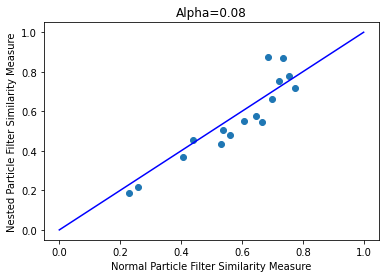 Alpha=0.08
Nested Particle Filter Similarity Measure
1.0
0.8
0.6
0.4
0.2
0.0
0.0 0.2 0.4 0.6 0.8 1.0
Normal Particle Filter Similarity Measure